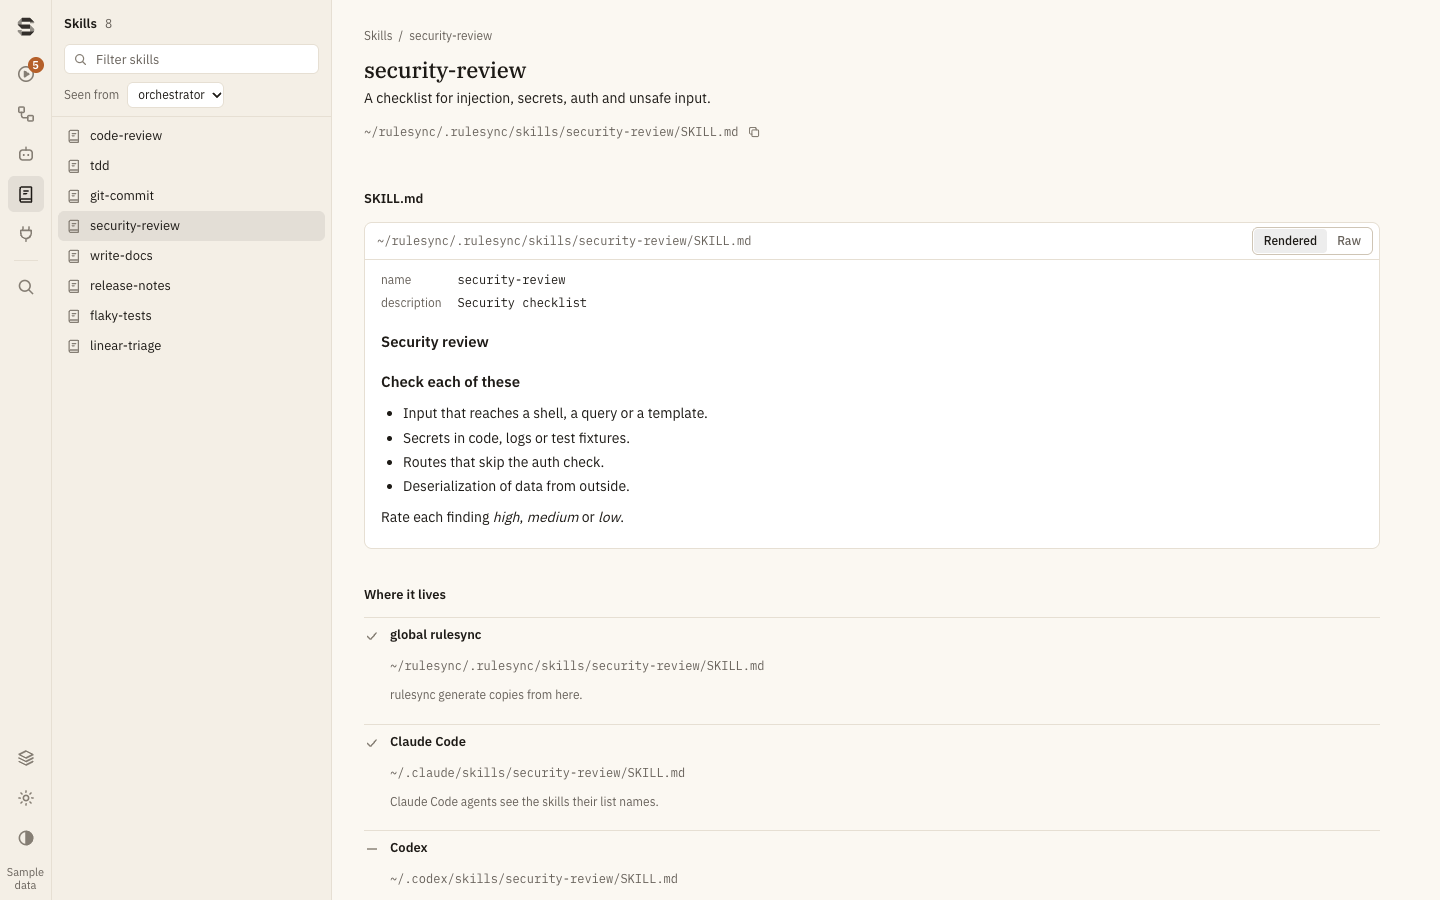 Skills 8
Filter skills
Seen from orchestrator
code-review
tdd
git-commit
security-review
write-docs
release-notes
flaky-tests
linear-triage
5
Sample
data
Skills / security-review
security-review
A checklist for injection, secrets, auth and unsafe input.
~/rulesync/.rulesync/skills/security-review/SKILL.md
SKILL.md
~/rulesync/.rulesync/skills/security-review/SKILL.md
Rendered Raw
name security-review
description Security checklist
Security review
Check each of these
• Input that reaches a shell, a query or a template.
• Secrets in code, logs or test fixtures.
• Routes that skip the auth check.
• Deserialization of data from outside.
Rate each finding high, medium or low.
Where it lives
global rulesync
~/rulesync/.rulesync/skills/security-review/SKILL.md
rulesync generate copies from here.
Claude Code
~/.claude/skills/security-review/SKILL.md
Claude Code agents see the skills their list names.
Codex
~/.codex/skills/security-review/SKILL.md